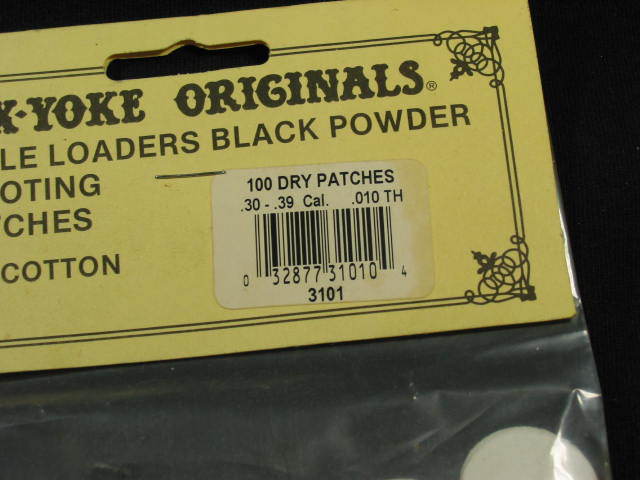 X-YOKE ORIGINALS®
LE LOADERS BLACK POWDER
OTING
TCHES
COTTON
100 DRY PATCHES
.30 - .39 Cal. .010 TH
0 32877 31010 4
3101